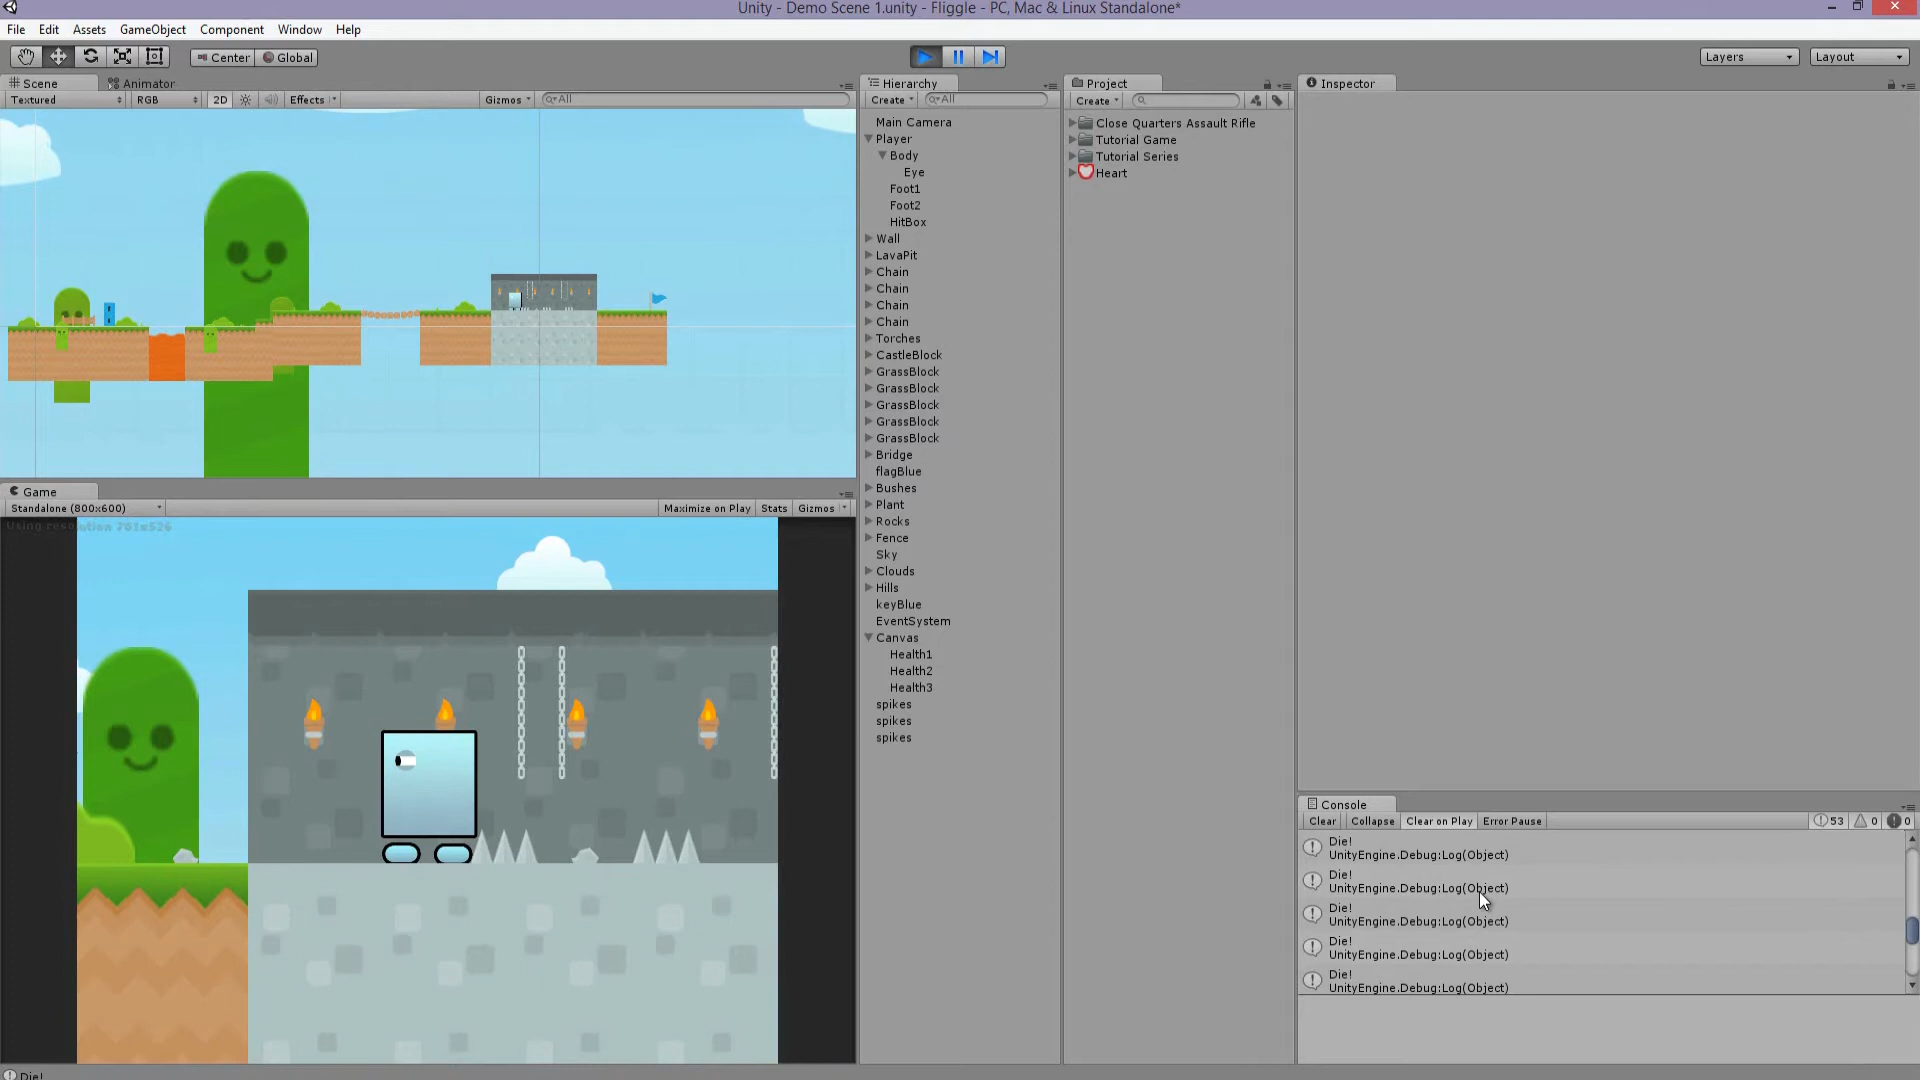 Unity - Demo Scene 1.unity - Fliggle - PC, Mac & Linux Standalone*
File Edit Assets GameObject Component Window Help
Center Global
Layers Layout
Scene Animator
Textured RGB 2D Effects Gizmos All
Game
Standalone (800x600) Maximize on Play Stats Gizmos
Using resolution 701x526
Hierarchy
Create All
Main Camera
Player
Body
Eye
Foot1
Foot2
HitBox
Wall
LavaPit
Chain
Chain
Chain
Chain
Torches
CastleBlock
GrassBlock
GrassBlock
GrassBlock
GrassBlock
GrassBlock
Bridge
flagBlue
Bushes
Plant
Rocks
Fence
Sky
Clouds
Hills
keyBlue
EventSystem
Canvas
Health1
Health2
Health3
spikes
spikes
spikes
Project
Create
Close Quarters Assault Rifle
Tutorial Game
Tutorial Series
Heart
Inspector
Console
Clear Collapse Clear on Play Error Pause 53 0 0
Die!
UnityEngine.Debug:Log(Object)
Die!
UnityEngine.Debug:Log(Object)
Die!
UnityEngine.Debug:Log(Object)
Die!
UnityEngine.Debug:Log(Object)
Die!
UnityEngine.Debug:Log(Object)
Die!